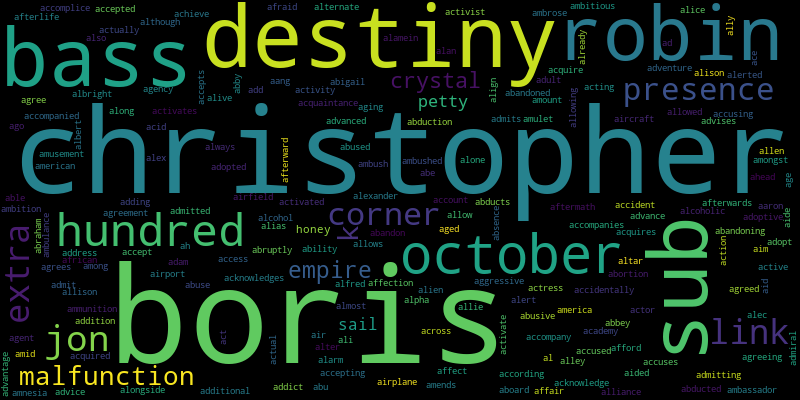 accomplice accepted although achieve afraid alternate activist ambrose ambitious alice
afterlife actually destiny robin ally
also bass alamein already ad
accepts abby aang crystal alan acquire adventure alison ace alerted
albright agency add abigail align adult acting presence
agree alive activity acquaintance aging petty abandoned amount
accompanied along activates advanced abduction admits amulet allowing aircraft allowed accusing
ago christopher advises
albert acid always abused alone allen
amusement alex afterward ambush ambushed amongst
american adopted abe ahead age
able adding airfield activated alexander account abducts aftermath accident afterwards aaron
ambition agreement admitted alias alcohol corner allow absence accompanies advance alcoholic adoptive aide
abraham ambulance hundred honey k abandon aged october acquires sub abandoning
address accept ah abruptly ability allows altar action aim adopt
extra african adam access empire affection alien aggressive abortion active
agrees among airport acknowledges alfred actress accidentally agreed aid
admit allison abuse boris almost alpha allie alert america actor
ammunition air across activate abusive abbey alec
agent addition jon act sail ali accompany academy link admiral
amid acquired actual alter alarm al alley accused afford accuses agreeing
advantage malfunction accepting affect according aided admitting
amnesia advice alongside additional addict abu airplane amends aboard affair acknowledge alliance abducted ambassador